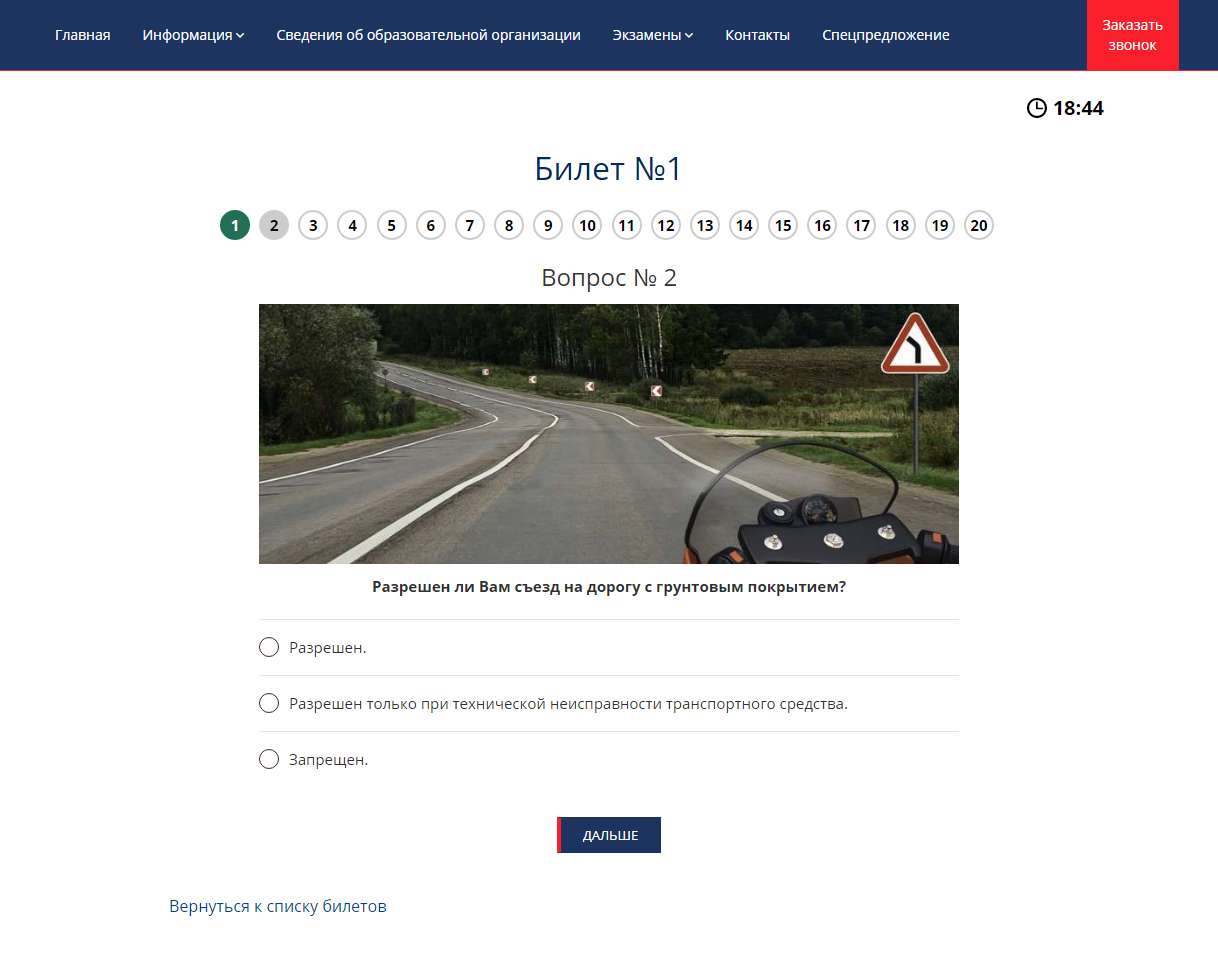 Главная Информация Сведения об образовательной организации Экзамены Контакты Спецпредложение Заказать
звонок
18:44
Билет №1
1 2 3 4 5 6 7 8 9 10 11 12 13 14 15 16 17 18 19 20
Вопрос № 2
Разрешен ли Вам съезд на дорогу с грунтовым покрытием?
Разрешен.
Разрешен только при технической неисправности транспортного средства.
Запрещен.
ДАЛЬШЕ
Вернуться к списку билетов